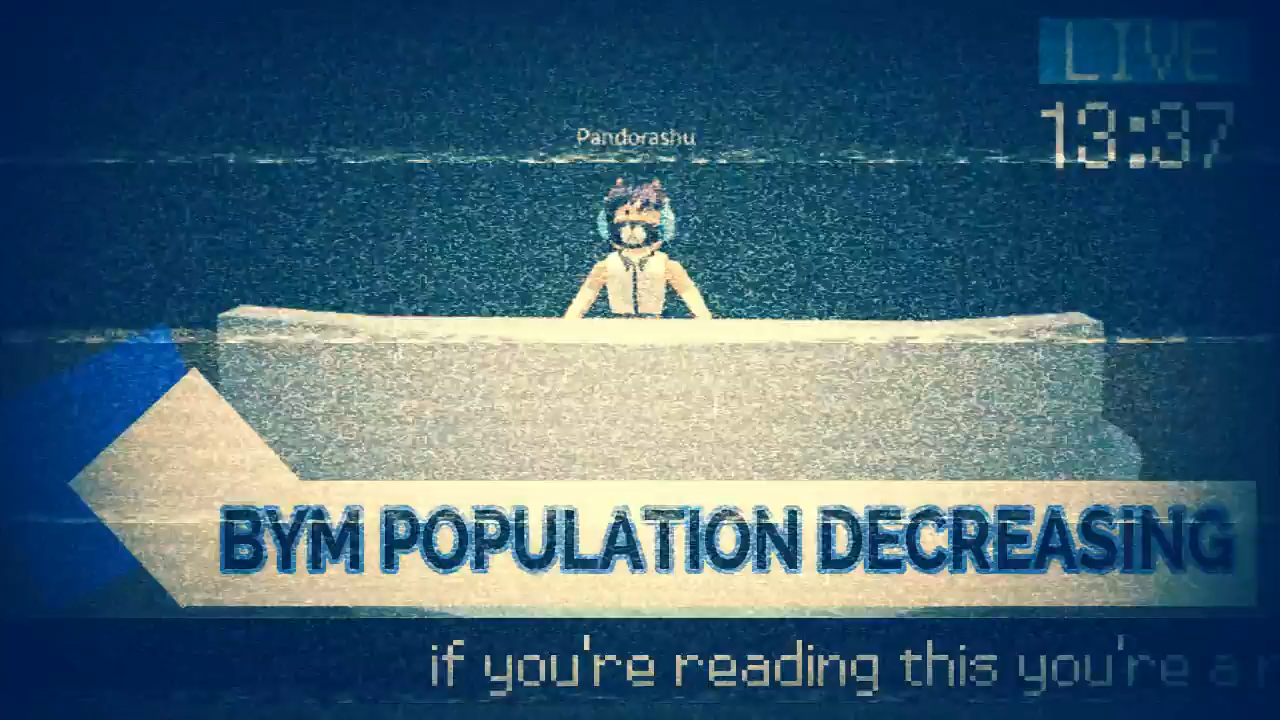 LIVE
13:37
Pandorashu
BYM POPULATION DECREASING
if you're reading this you're a